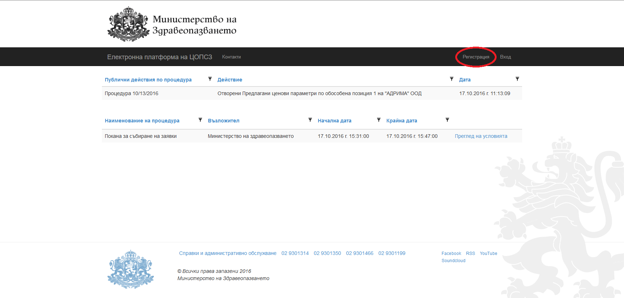 Министерство на
Здравеопазването
Електронна платформа на ЦОПСЗ Контакти Регистрация Вход
Публични действия по процедура Действие Дата
Процедура 10/13/2016 Отворени Предлагани ценови параметри по обособена позиция 1 на "АДРИМА" ООД 17.10.2016 г. 11:13:09
Наименование на процедура Възложител Начална дата Крайна дата
Покана за събиране на заявки Министерство на здравеопазването 17.10.2016 г. 15:31:00 17.10.2016 г. 15:47:00 Преглед на условията
Справки и административно обслужване 02 9301314 02 9301350 02 9301466 02 9301199 Facebook RSS YouTube
Soundcloud
© Всички права запазени 2016
Министерство на Здравеопазването